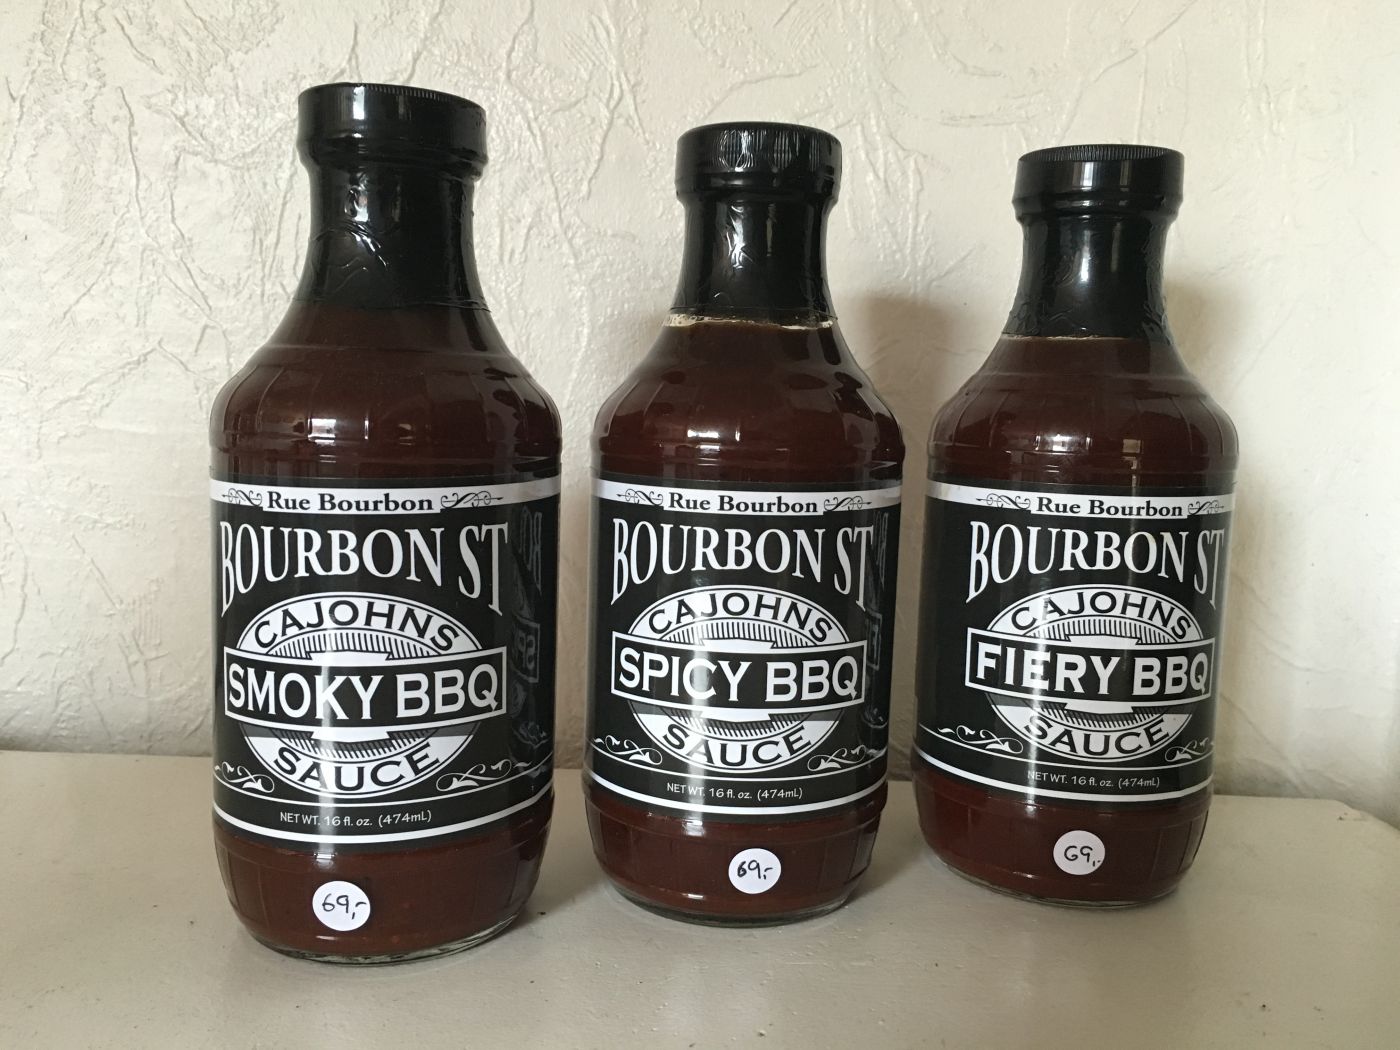 Rue Bourbon
BOURBON ST
CAJOHNS
SMOKY BBQ
SAUCE
NET WT. 16 fl. oz. (474mL)
69,-
Rue Bourbon
BOURBON ST
CAJOHNS
SPICY BBQ
SAUCE
NET WT. 16 fl. oz. (474mL)
69,-
Rue Bourbon
BOURBON ST
CAJOHNS
FIERY BBQ
SAUCE
NET WT. 16 fl. oz. (474mL)
69,-